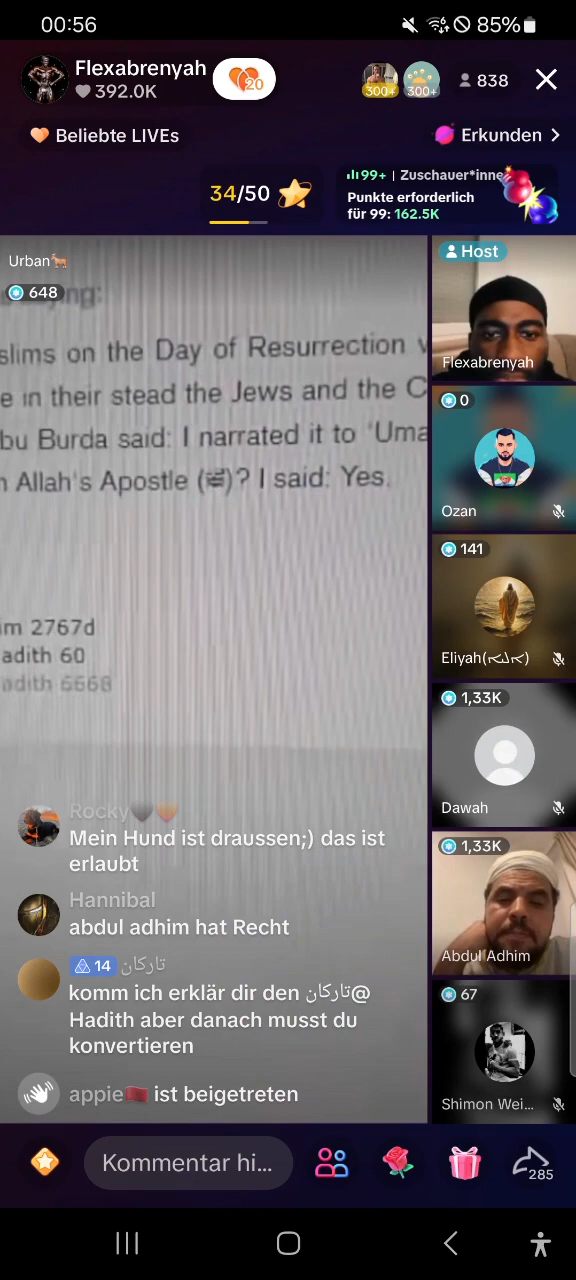 00:56
85%
Flexabrenyah
392.0K
20
300+
300+
838
Beliebte LIVEs
Erkunden
34/50
99+ | Zuschauer*inne
Punkte erforderlich
für 99: 162.5K
Urban
648
ying:
slims on the Day of Resurrection
e in their stead the Jews and the C
bu Burda said: I narrated it to 'Uma
Allah's Apostle (ﷺ)? I said: Yes.
im 2767d
adith 60
adith 6668
Host
Flexabrenyah
0
Ozan
141
Eliyah
1,33K
Dawah
1,33K
Abdul Adhim
67
Shimon Wei...
Rocky
Mein Hund ist draussen;) das ist
erlaubt
Hannibal
abdul adhim hat Recht
14 تاركان
komm ich erklär dir den تاركان@
Hadith aber danach musst du
konvertieren
appie ist beigetreten
Kommentar hi...
285